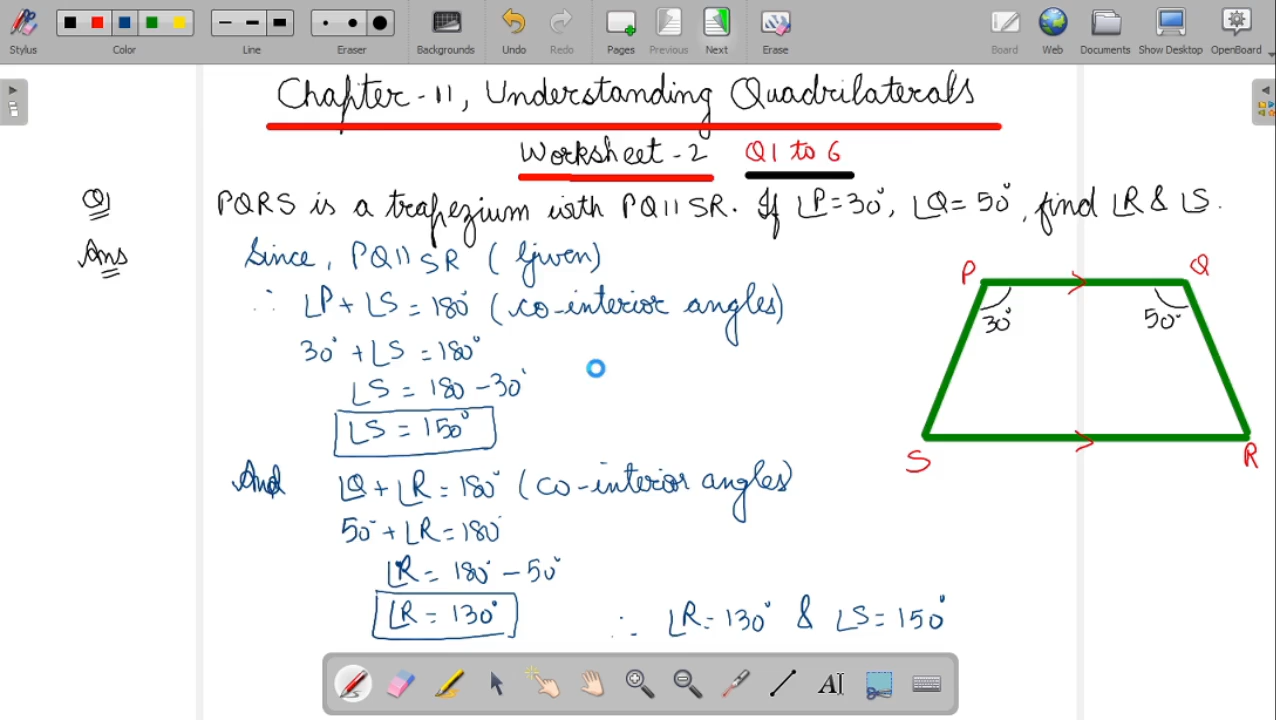 Stylus Color Line Eraser Backgrounds Undo Redo Pages Previous Next Erase Board Web Documents Show Desktop OpenBoard
Chapter-11, Understanding Quadrilaterals
Worksheet-2 Q1 to 6
Q1 PQRS is a trapezium with PQ||SR. If ∠P=30°, ∠Q=50°, find ∠R & ∠S.
Ans Since, PQ||SR (Given)
∴ ∠P+∠S=180° (co-interior angles)
30°+∠S=180°
∠S=180-30°
∠S=150°
And ∠Q+∠R=180° (co-interior angles)
50°+∠R=180°
∠R=180°-50°
∠R=130°
∴ ∠R=130° & ∠S=150°
P Q
30° 50°
S R
AI